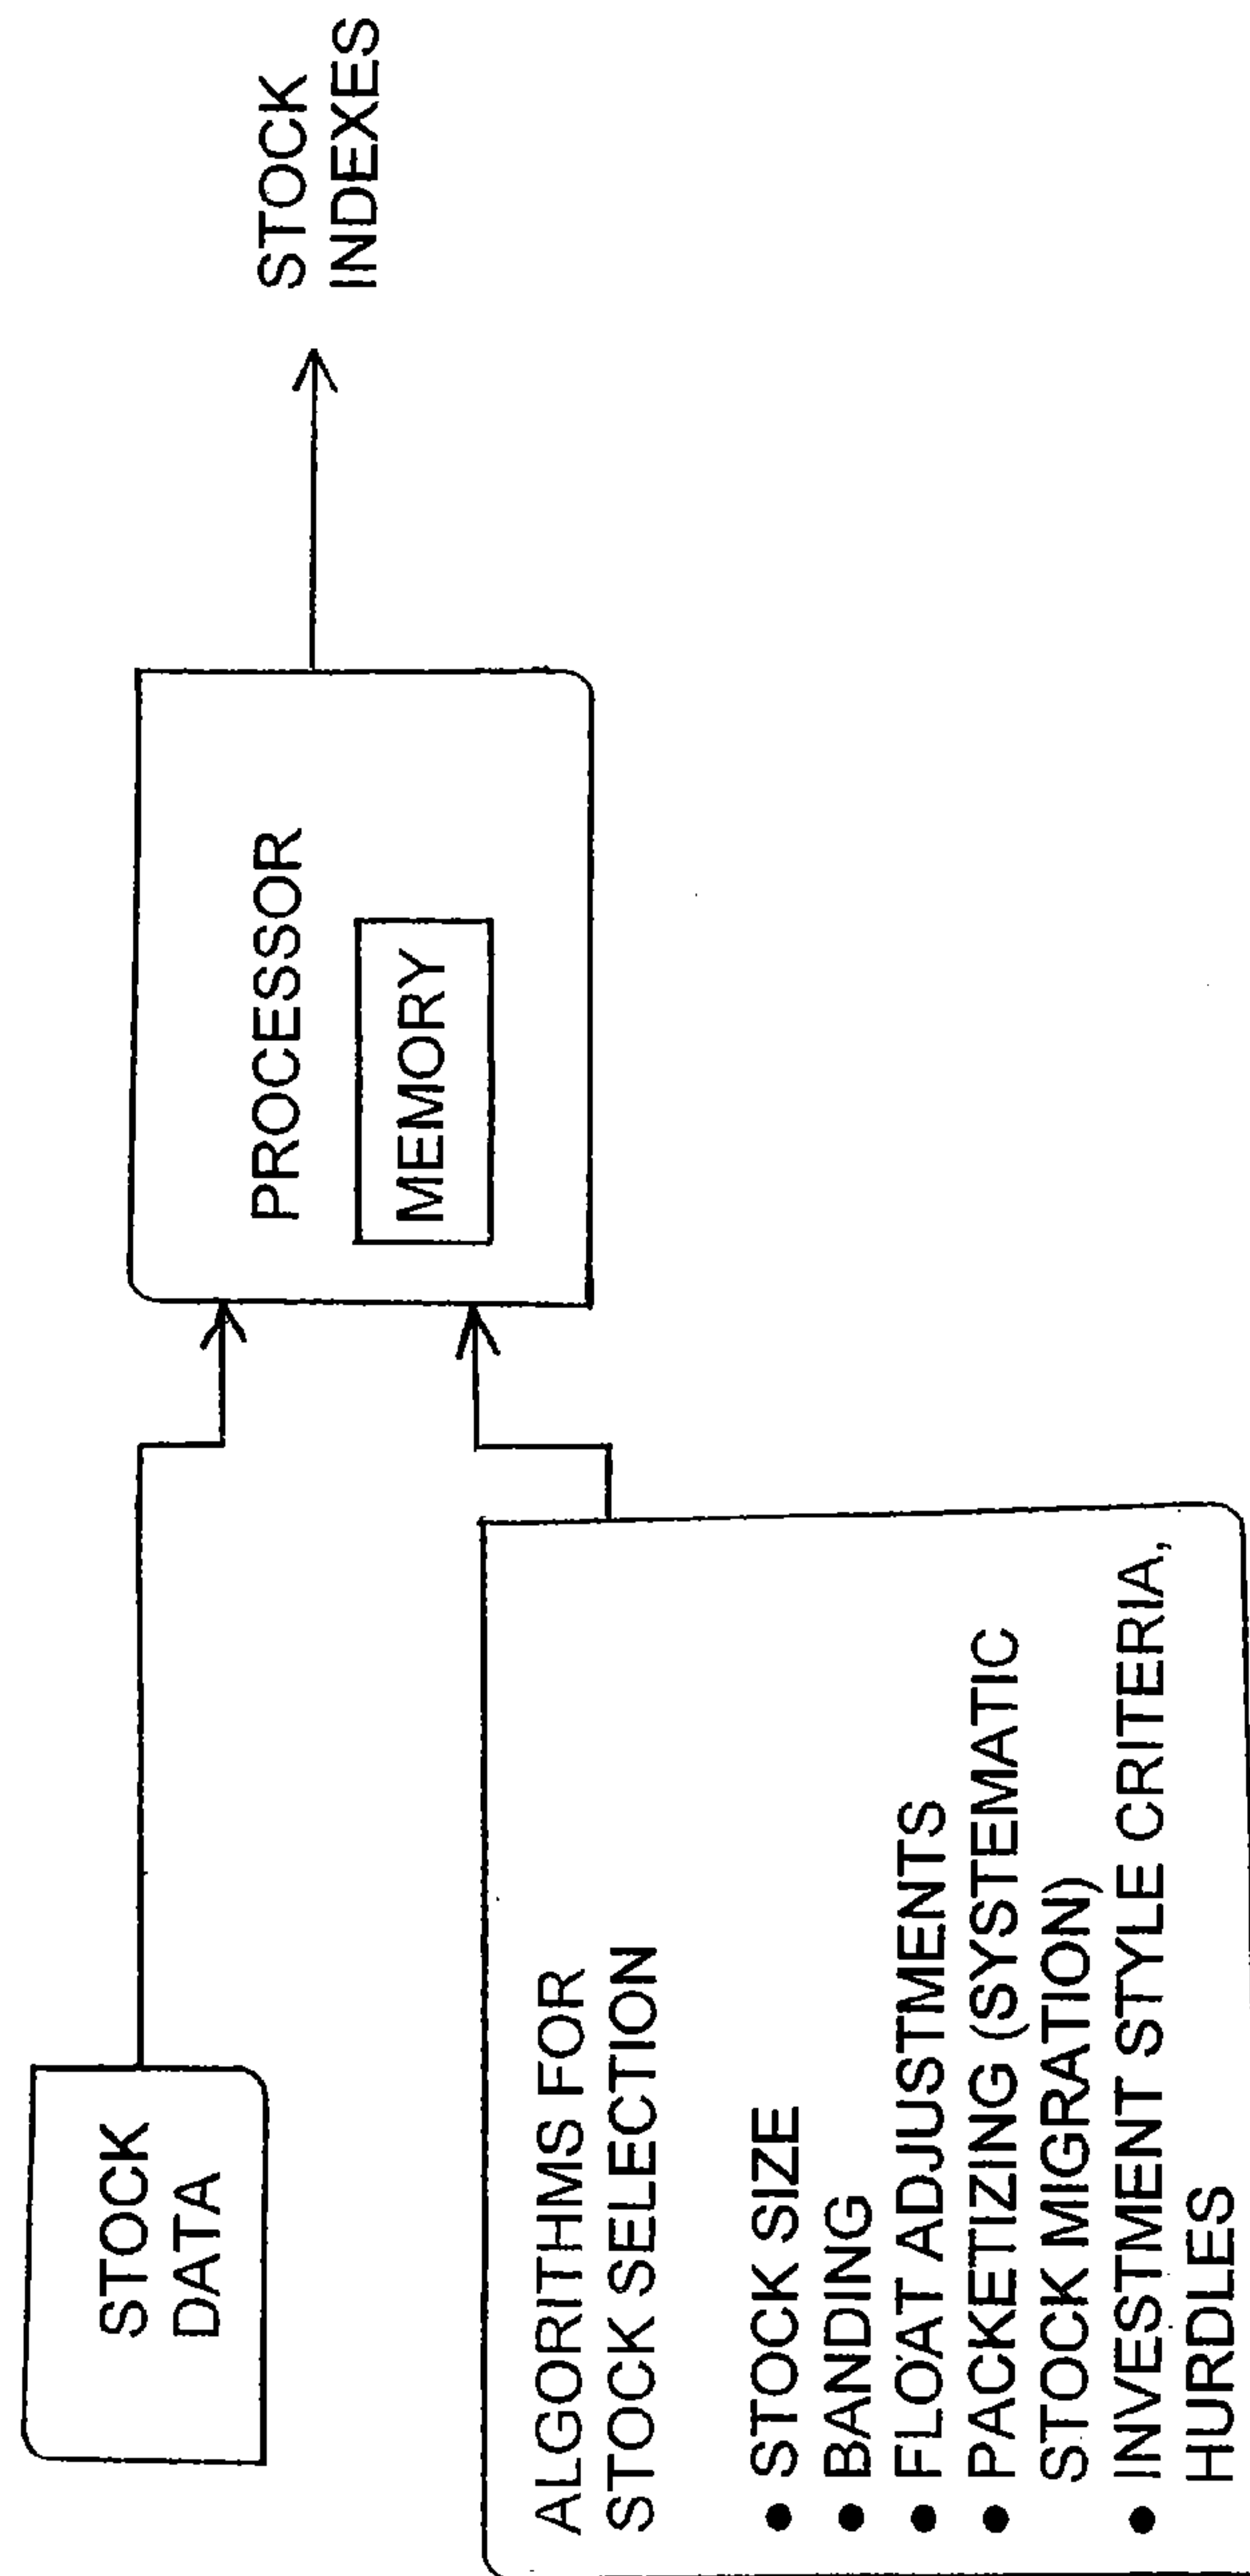 STOCK
DATA
ALGORITHMS FOR
STOCK SELECTION
● STOCK SIZE
● BANDING
● FLOAT ADJUSTMENTS
● PACKETIZING (SYSTEMATIC
STOCK MIGRATION)
● INVESTMENT STYLE CRITERIA,
HURDLES
PROCESSOR
MEMORY
STOCK
INDEXES